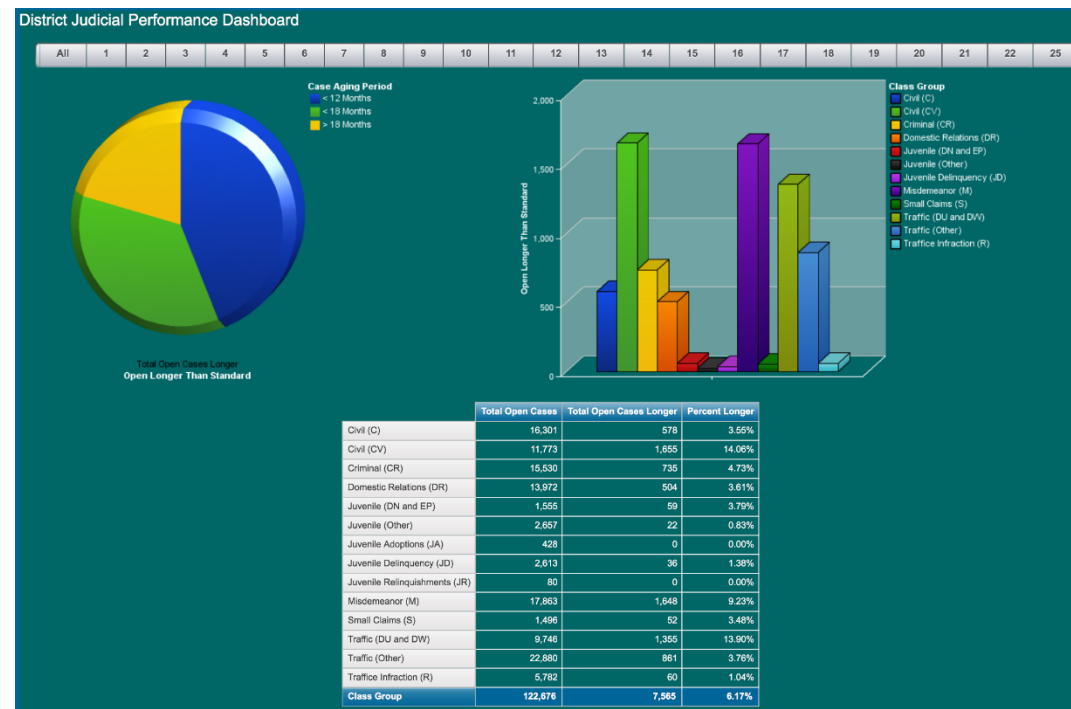 District Judicial Performance Dashboard
All 1 2 3 4 5 6 7 8 9 10 11 12 13 14 15 16 17 18 19 20 21 22 25
Case Aging Period
< 12 Months
< 18 Months
> 18 Months
Total Open Cases Longer
Open Longer Than Standard
Open Longer Than Standard
2,000
1,500
1,000
500
0
Class Group
Civil (C)
Civil (CV)
Criminal (CR)
Domestic Relations (DR)
Juvenile (DN and EP)
Juvenile (Other)
Juvenile Delinquency (JD)
Misdemeanor (M)
Small Claims (S)
Traffic (DU and DW)
Traffic (Other)
Traffice Infraction (R)
Total Open Cases Total Open Cases Longer Percent Longer
Civil (C) 16,301 578 3.55%
Civil (CV) 11,773 1,655 14.06%
Criminal (CR) 15,530 735 4.73%
Domestic Relations (DR) 13,972 504 3.61%
Juvenile (DN and EP) 1,555 59 3.79%
Juvenile (Other) 2,657 22 0.83%
Juvenile Adoptions (JA) 428 0 0.00%
Juvenile Delinquency (JD) 2,613 36 1.38%
Juvenile Relinquishments (JR) 80 0 0.00%
Misdemeanor (M) 17,863 1,648 9.23%
Small Claims (S) 1,496 52 3.48%
Traffic (DU and DW) 9,746 1,355 13.90%
Traffic (Other) 22,880 861 3.76%
Traffice Infraction (R) 5,782 60 1.04%
Class Group 122,676 7,565 6.17%